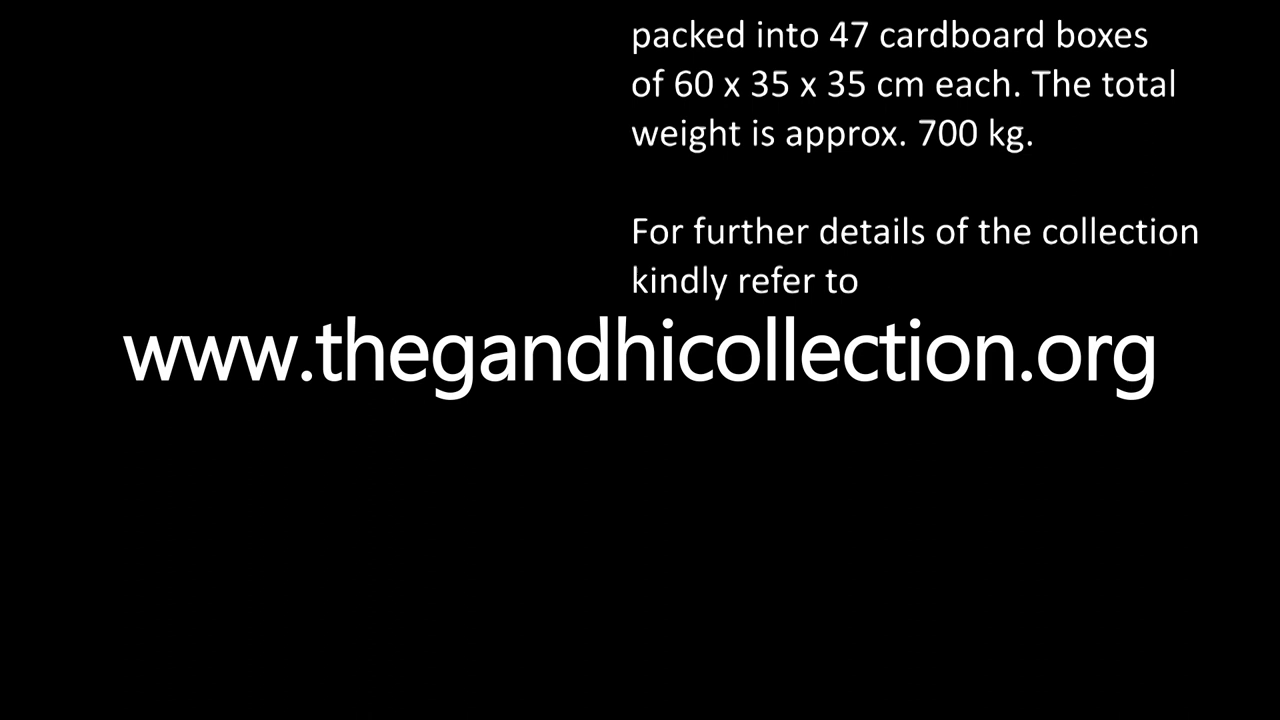 packed into 47 cardboard boxes
of 60 x 35 x 35 cm each. The total
weight is approx. 700 kg.
For further details of the collection
kindly refer to
www.thegandhicollection.org